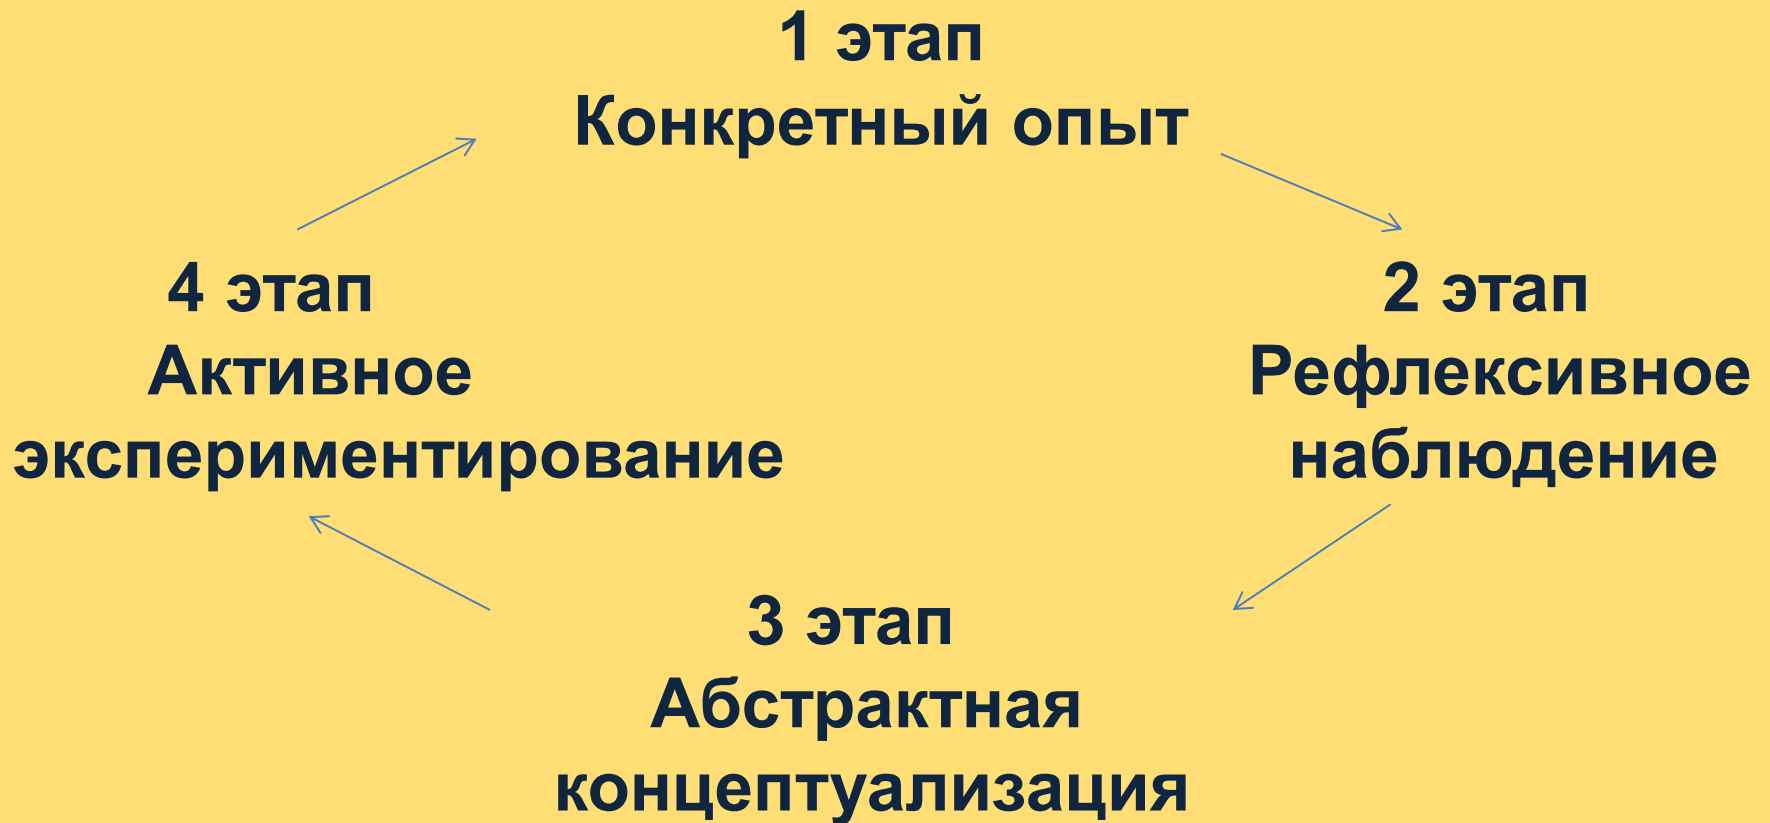 1 этап
Конкретный опыт
2 этап
Рефлексивное
наблюдение
3 этап
Абстрактная
концептуализация
4 этап
Активное
экспериментирование